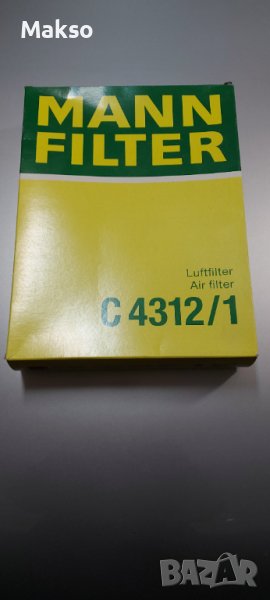 Makso
MANN
FILTER
Luftfilter
Air filter
C 4312/1
BAZAR